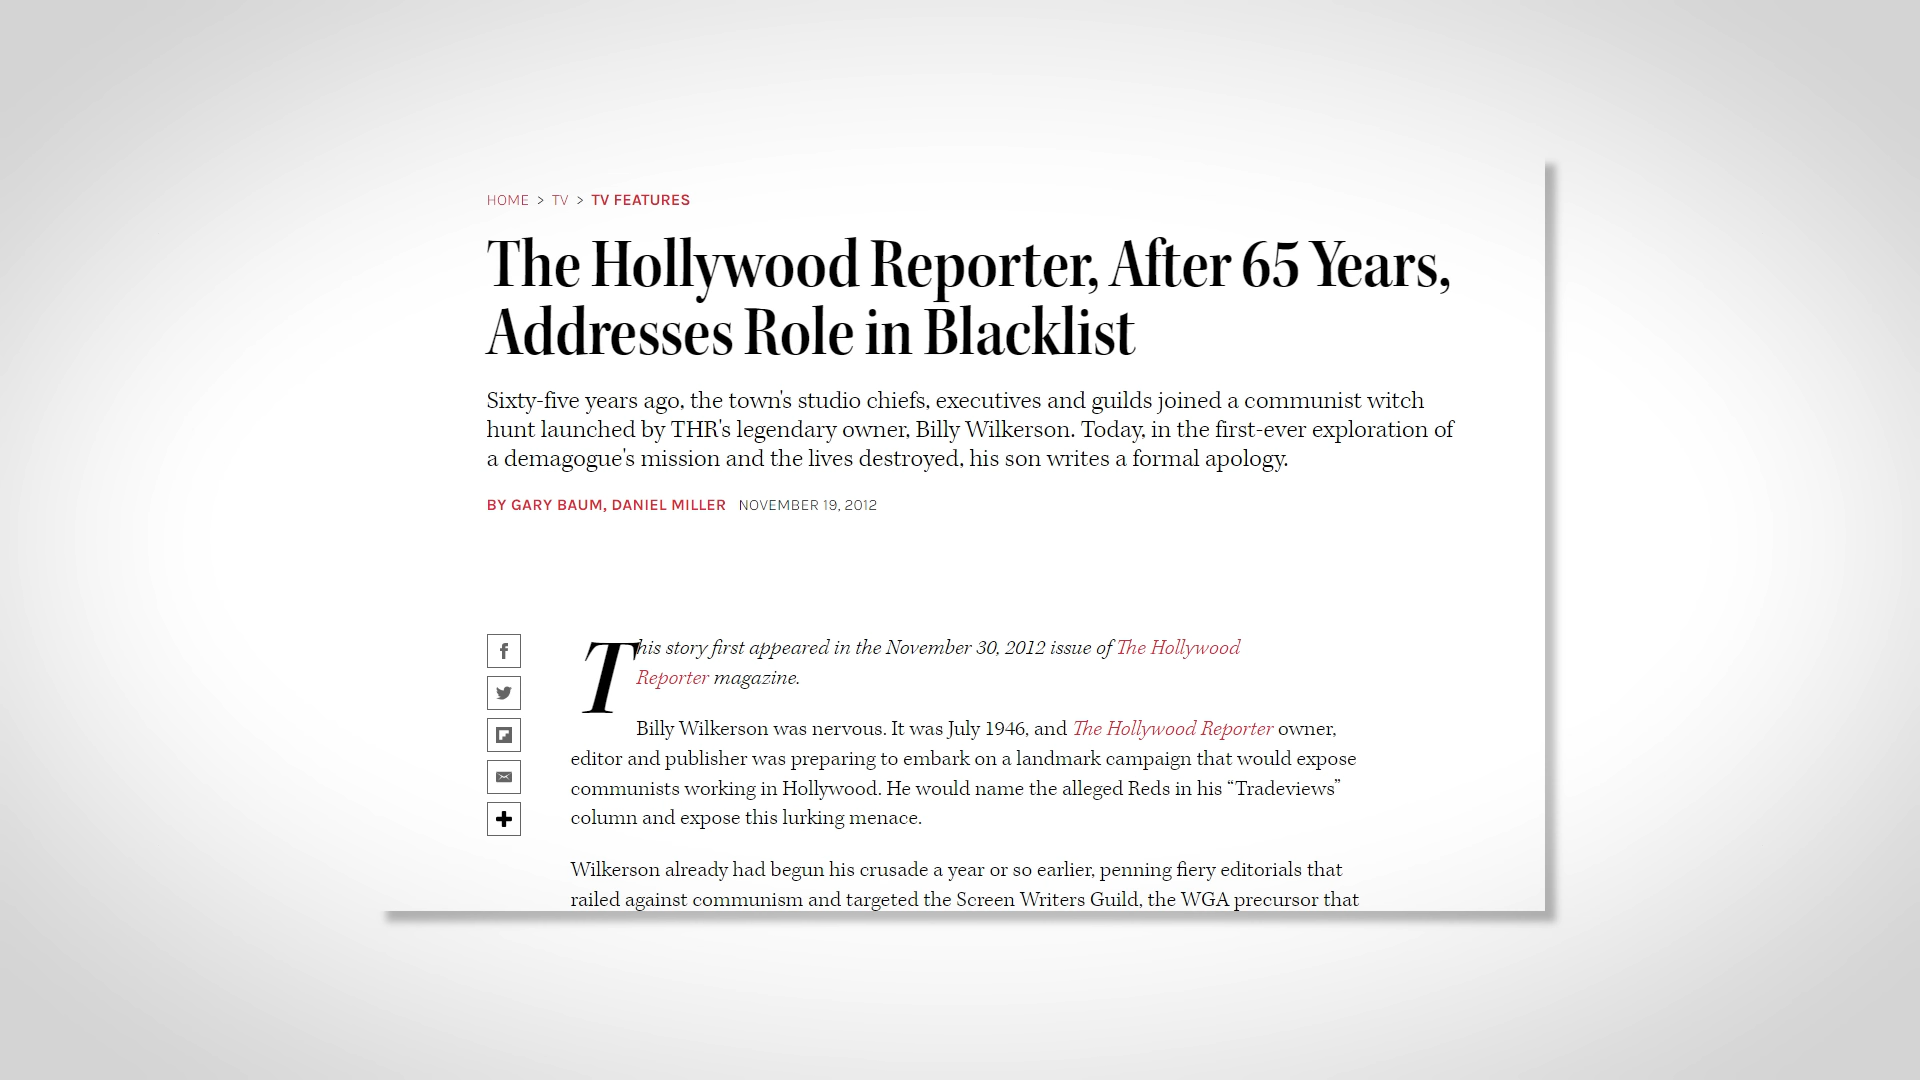 HOME > TV > TV FEATURES
The Hollywood Reporter, After 65 Years,
Addresses Role in Blacklist
Sixty-five years ago, the town's studio chiefs, executives and guilds joined a communist witch
hunt launched by THR's legendary owner, Billy Wilkerson. Today, in the first-ever exploration of
a demagogue's mission and the lives destroyed, his son writes a formal apology.
BY GARY BAUM, DANIEL MILLER NOVEMBER 19, 2012
This story first appeared in the November 30, 2012 issue of The Hollywood
Reporter magazine.
Billy Wilkerson was nervous. It was July 1946, and The Hollywood Reporter owner,
editor and publisher was preparing to embark on a landmark campaign that would expose
communists working in Hollywood. He would name the alleged Reds in his “Tradeviews”
column and expose this lurking menace.
Wilkerson already had begun his crusade a year or so earlier, penning fiery editorials that
railed against communism and targeted the Screen Writers Guild, the WGA precursor that